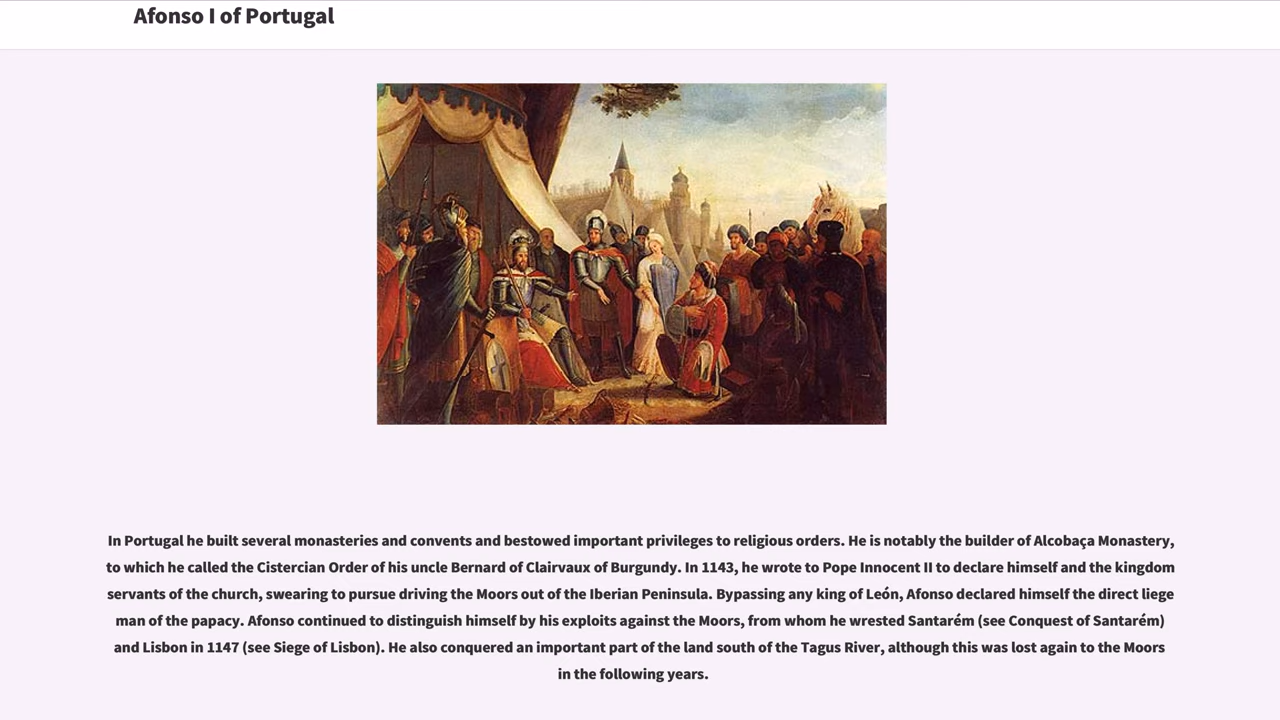 Afonso I of Portugal
In Portugal he built several monasteries and convents and bestowed important privileges to religious orders. He is notably the builder of Alcobaça Monastery,
to which he called the Cistercian Order of his uncle Bernard of Clairvaux of Burgundy. In 1143, he wrote to Pope Innocent II to declare himself and the kingdom
servants of the church, swearing to pursue driving the Moors out of the Iberian Peninsula. Bypassing any king of León, Afonso declared himself the direct liege
man of the papacy. Afonso continued to distinguish himself by his exploits against the Moors, from whom he wrested Santarém (see Conquest of Santarém)
and Lisbon in 1147 (see Siege of Lisbon). He also conquered an important part of the land south of the Tagus River, although this was lost again to the Moors
in the following years.